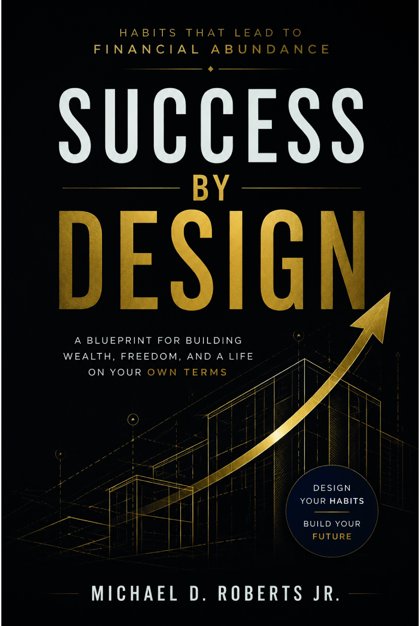 HABITS THAT LEAD TO
FINANCIAL ABUNDANCE
SUCCESS
BY
DESIGN
A BLUEPRINT FOR BUILDING
WEALTH, FREEDOM, AND A LIFE
ON YOUR OWN TERMS
DESIGN
YOUR HABITS
BUILD YOUR
FUTURE
MICHAEL D. ROBERTS JR.